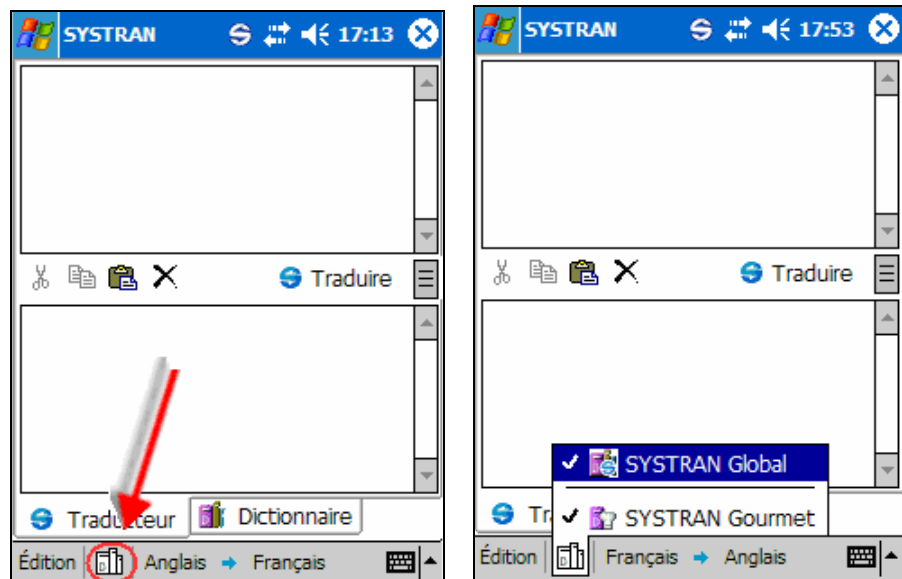 SYSTRAN 17:13
Traduire
Traducteur Dictionnaire
Édition Anglais Français
SYSTRAN 17:53
Traduire
SYSTRAN Global
SYSTRAN Gourmet
Édition Français Anglais